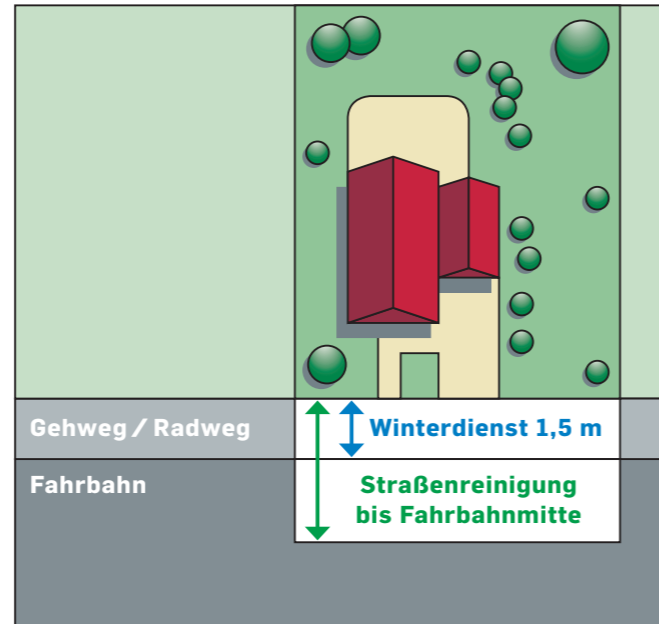 Gehweg / Radweg
Winterdienst 1,5 m
Fahrbahn
Straßenreinigung
bis Fahrbahnmitte